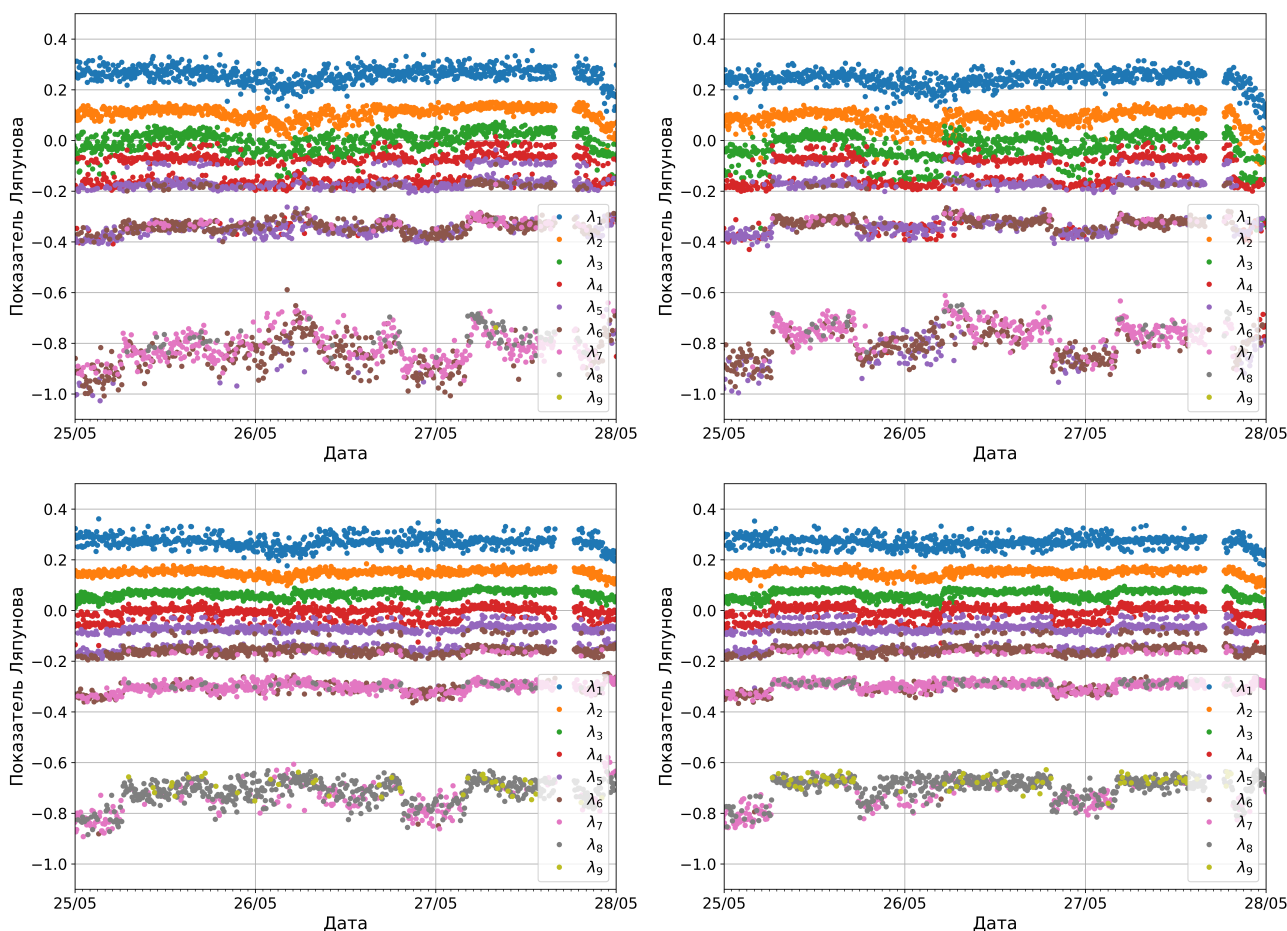 Показатель Ляпунова
0.4
0.2
0.0
−0.2
−0.4
−0.6
−0.8
−1.0
λ1
λ2
λ3
λ4
λ5
λ6
λ7
λ8
λ9
25/05 26/05 27/05 28/05
Дата
Показатель Ляпунова
0.4
0.2
0.0
−0.2
−0.4
−0.6
−0.8
−1.0
λ1
λ2
λ3
λ4
λ5
λ6
λ7
λ8
λ9
25/05 26/05 27/05 28/05
Дата
Показатель Ляпунова
0.4
0.2
0.0
−0.2
−0.4
−0.6
−0.8
−1.0
λ1
λ2
λ3
λ4
λ5
λ6
λ7
λ8
λ9
25/05 26/05 27/05 28/05
Дата
Показатель Ляпунова
0.4
0.2
0.0
−0.2
−0.4
−0.6
−0.8
−1.0
λ1
λ2
λ3
λ4
λ5
λ6
λ7
λ8
λ9
25/05 26/05 27/05 28/05
Дата